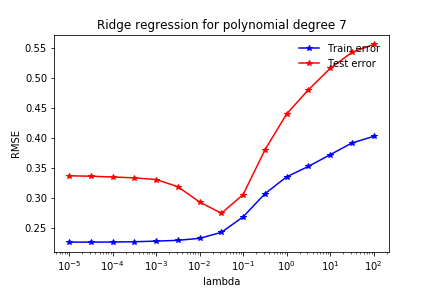 Ridge regression for polynomial degree 7
Train error
Test error
0.55
0.50
0.45
0.40
0.35
0.30
0.25
RMSE
10⁻⁵ 10⁻⁴ 10⁻³ 10⁻² 10⁻¹ 10⁰ 10¹ 10²
lambda